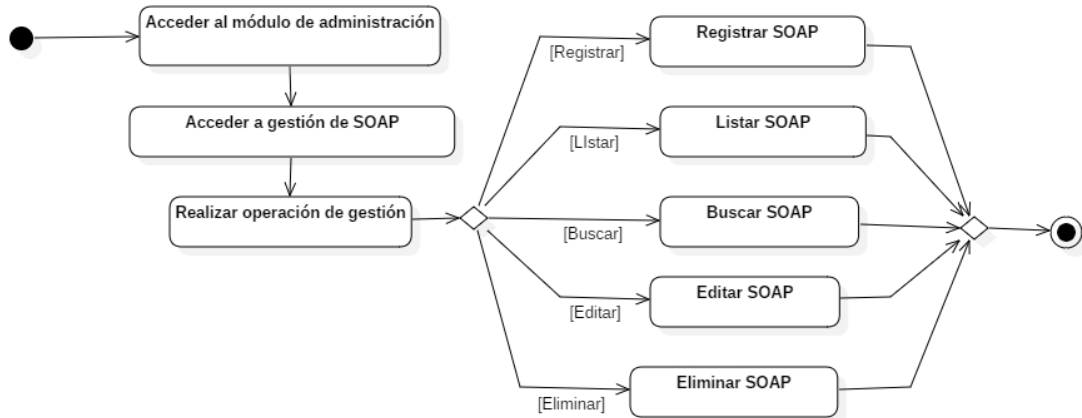 Acceder al módulo de administración
Acceder a gestión de SOAP
Realizar operación de gestión
[Registrar]
Registrar SOAP
[LIstar]
Listar SOAP
[Buscar]
Buscar SOAP
[Editar]
Editar SOAP
[Eliminar]
Eliminar SOAP